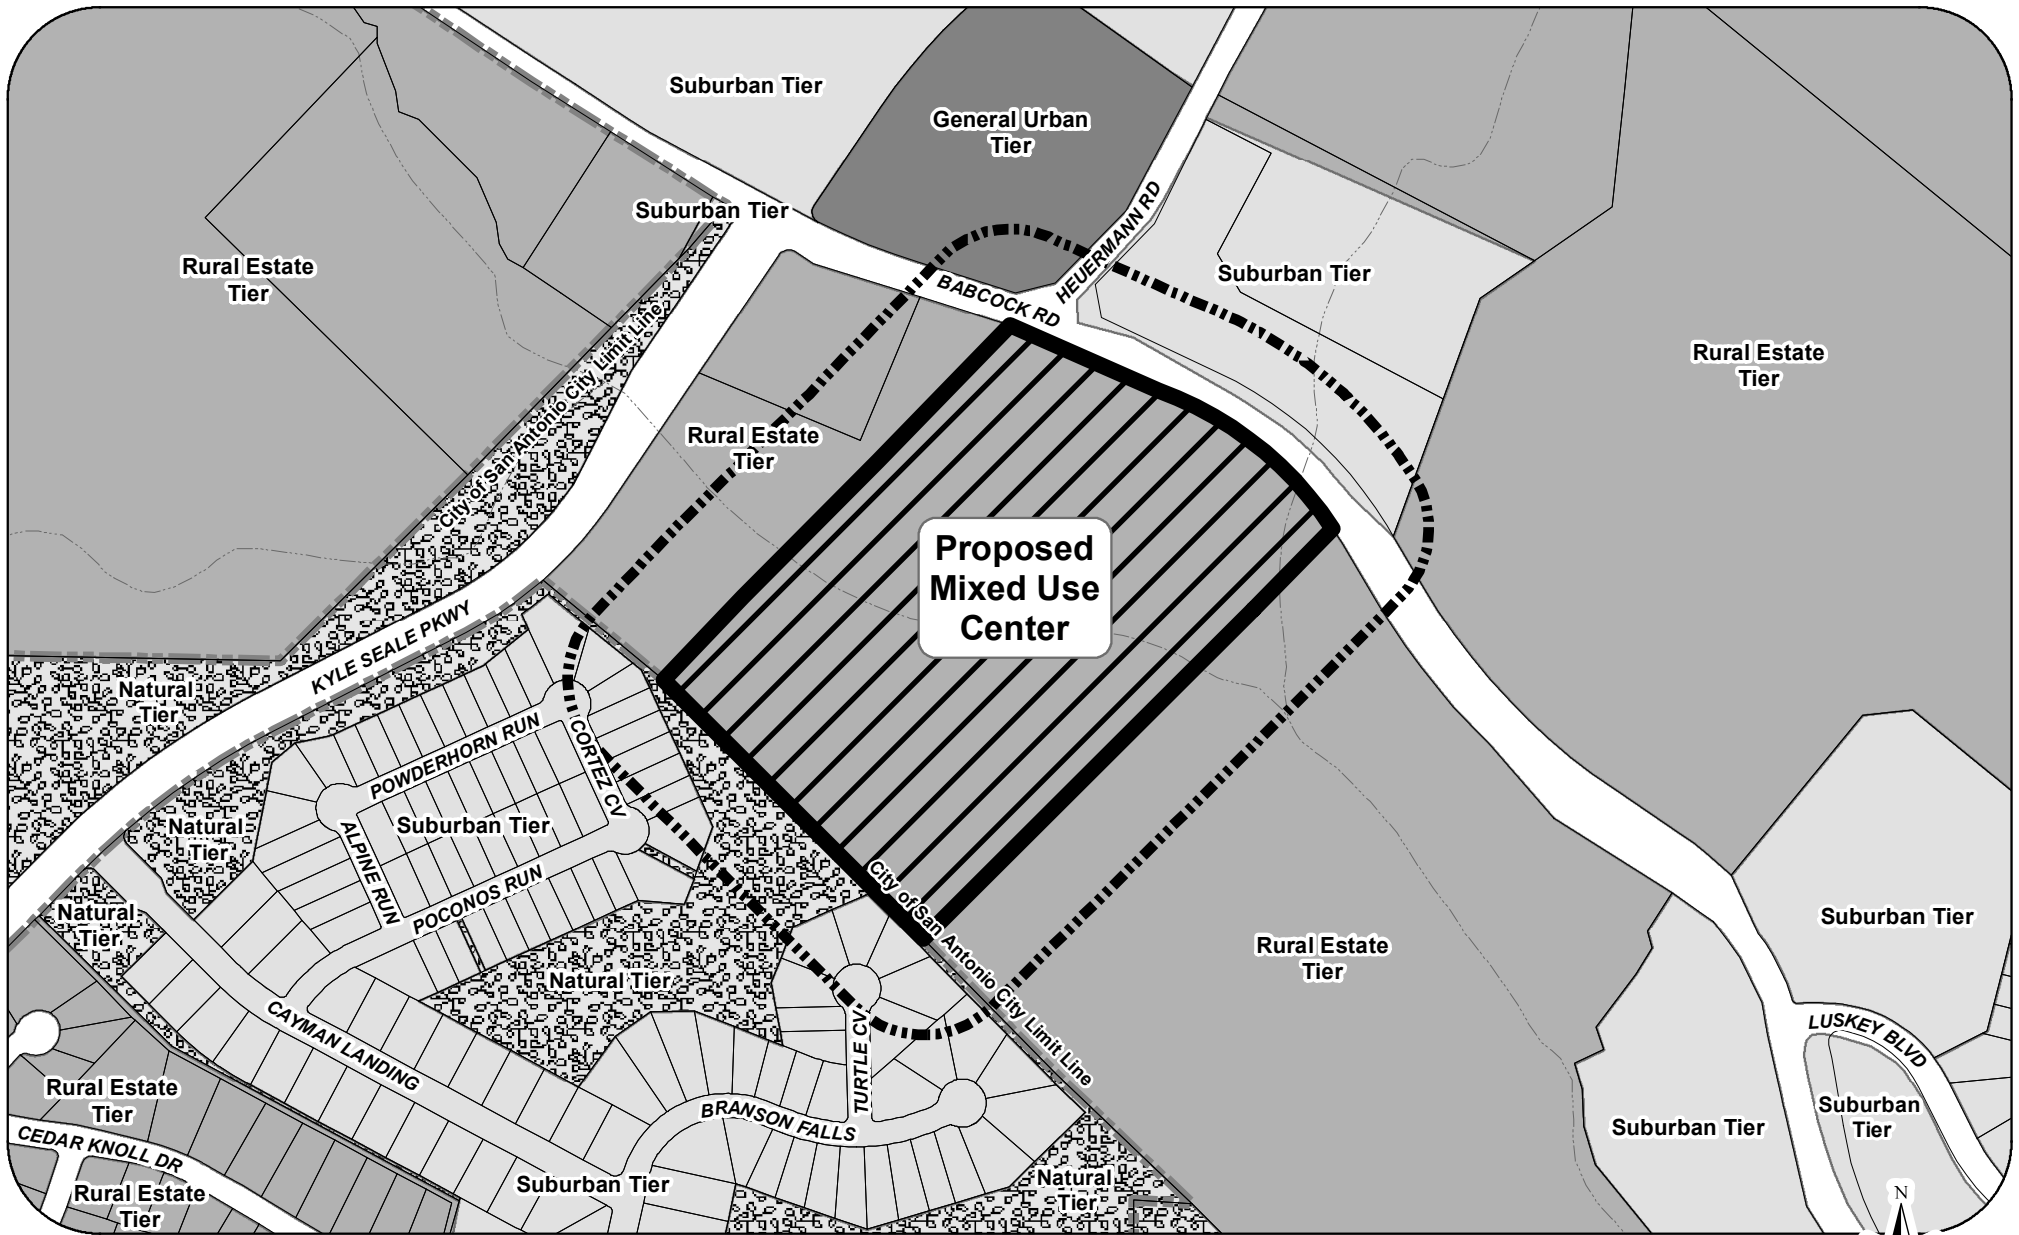 Suburban Tier
General Urban
Tier
Suburban Tier
HEUERMANN RD
Rural Estate
Tier
Suburban Tier
BABCOCK RD
Rural Estate
Tier
City of San Antonio City Limit Line
Rural Estate
Tier
Proposed
Mixed Use
Center
KYLE SEALE PKWY
Natural
Tier
POWDERHORN RUN
CORTEZ CV
Natural
Tier
Suburban Tier
ALPINE RUN
POCONOS RUN
Natural
Tier
City of San Antonio City Limit Line
Suburban Tier
Rural Estate
Tier
Natural Tier
CAYMAN LANDING
TURTLE CV
LUSKEY BLVD
Rural Estate
Tier
BRANSON FALLS
Suburban
Tier
Suburban Tier
CEDAR KNOLL DR
Suburban Tier
Natural
Tier
Rural Estate
Tier
N